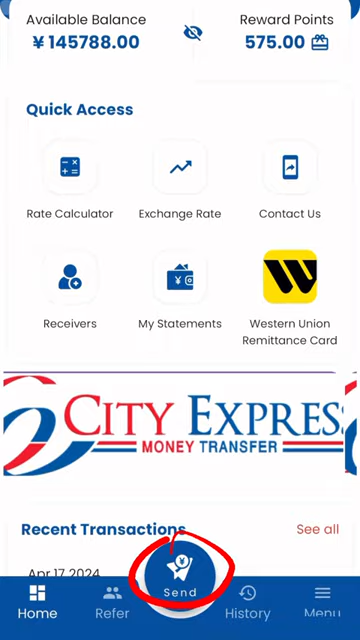 Available Balance
Reward Points
¥ 145788.00
575.00
Quick Access
Rate Calculator
Exchange Rate
Contact Us
Receivers
My Statements
Western Union
Remittance Card
CITY EXPRES
MONEY TRANSFER
Recent Transactions
See all
Apr 17 2024
Send
Home
Refer
History
Menu